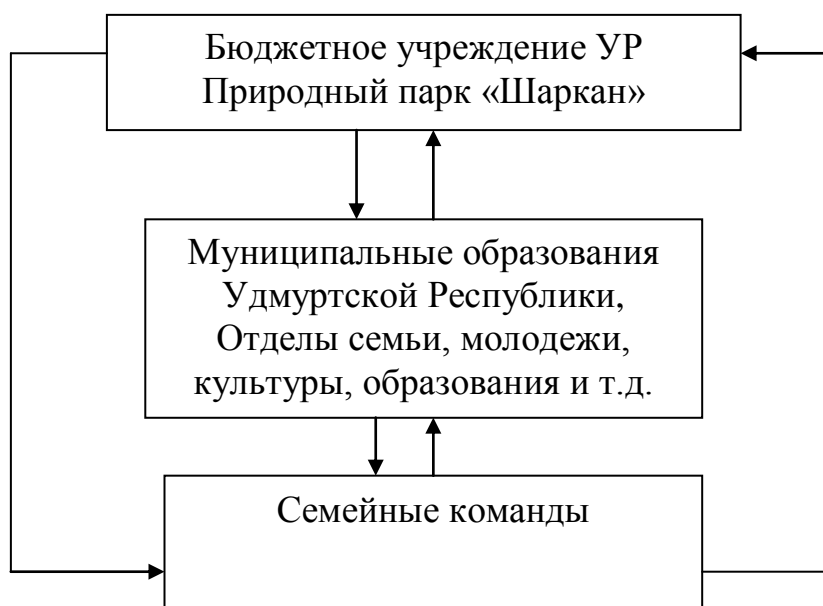 Бюджетное учреждение УР
Природный парк «Шаркан»
Муниципальные образования
Удмуртской Республики,
Отделы семьи, молодежи,
культуры, образования и т.д.
Семейные команды